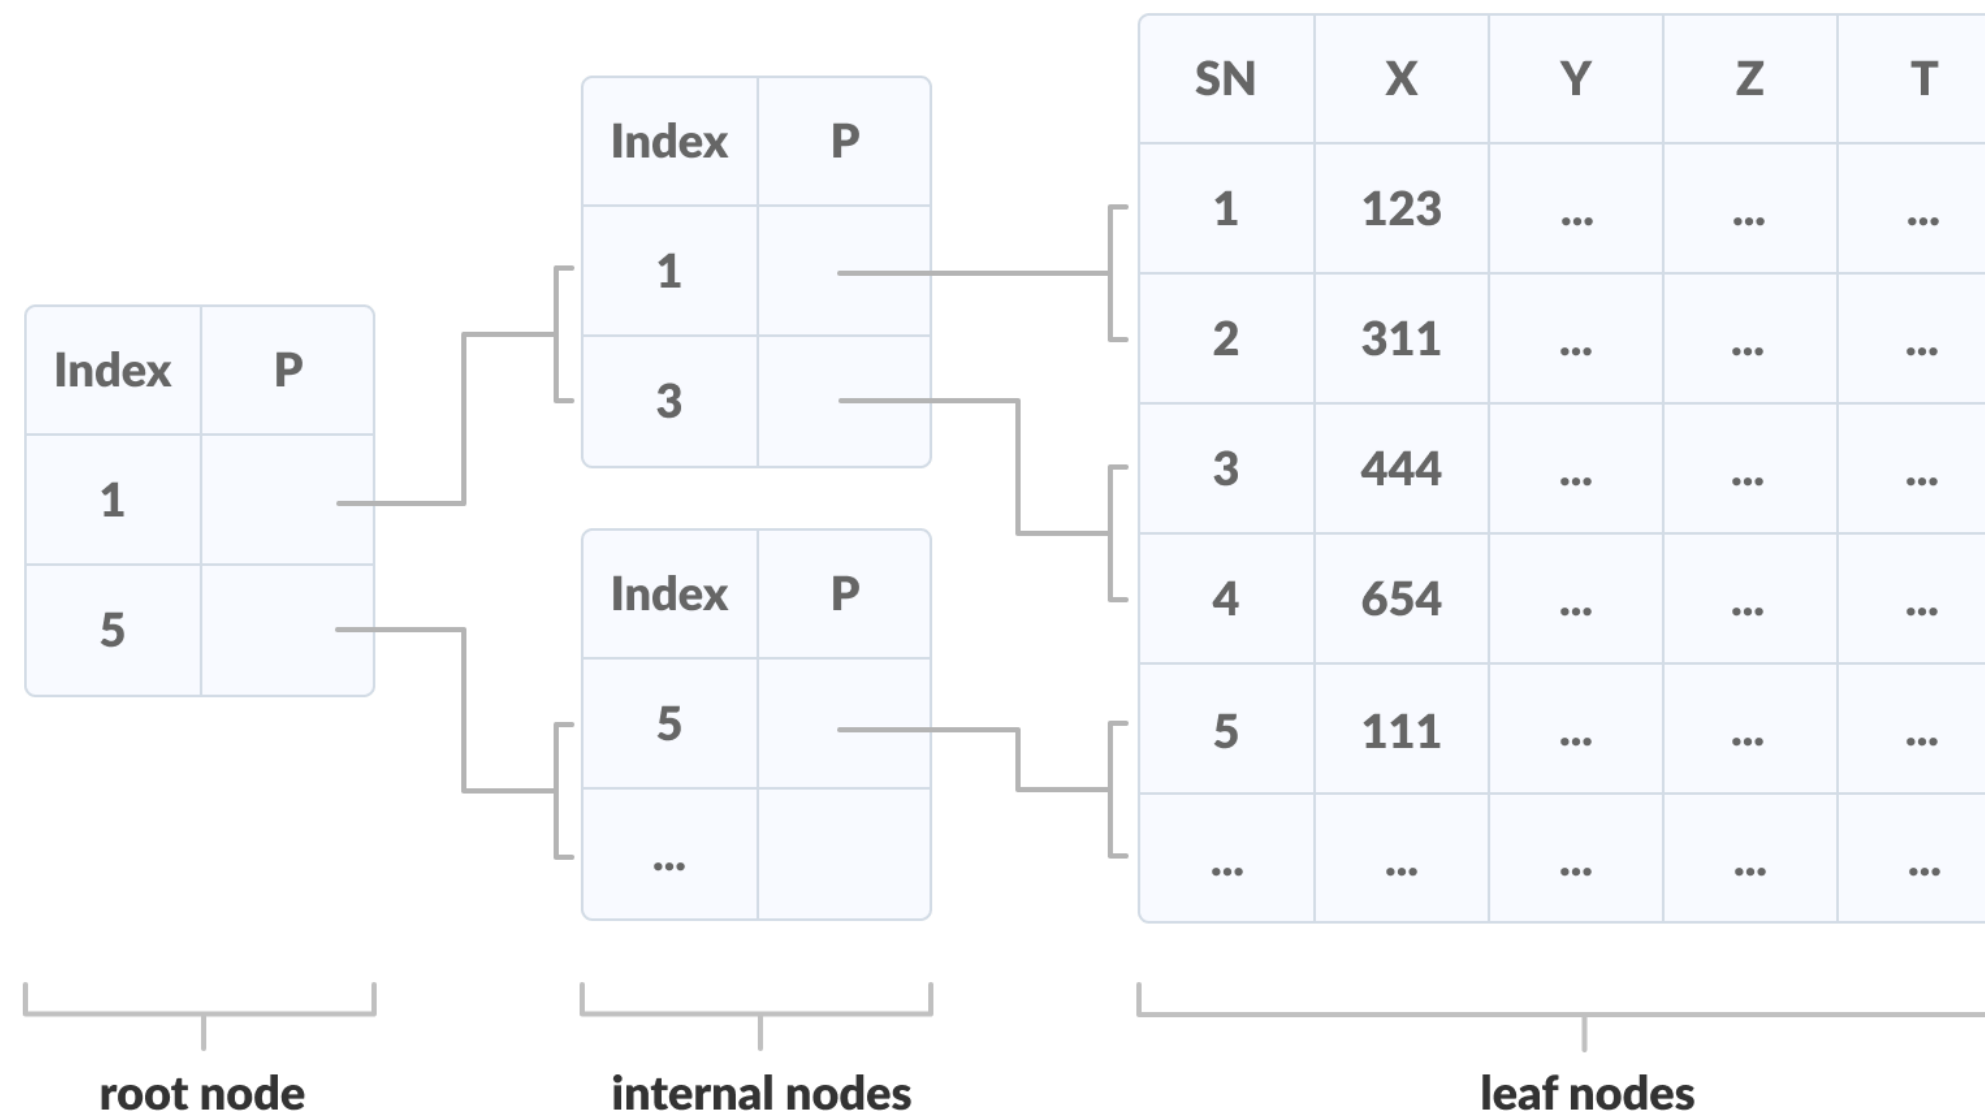 Index P
1
5
root node
Index P
1
3
Index P
5
...
internal nodes
SN X Y Z T
1 123 ... ... ...
2 311 ... ... ...
3 444 ... ... ...
4 654 ... ... ...
5 111 ... ... ...
... ... ... ... ...
leaf nodes